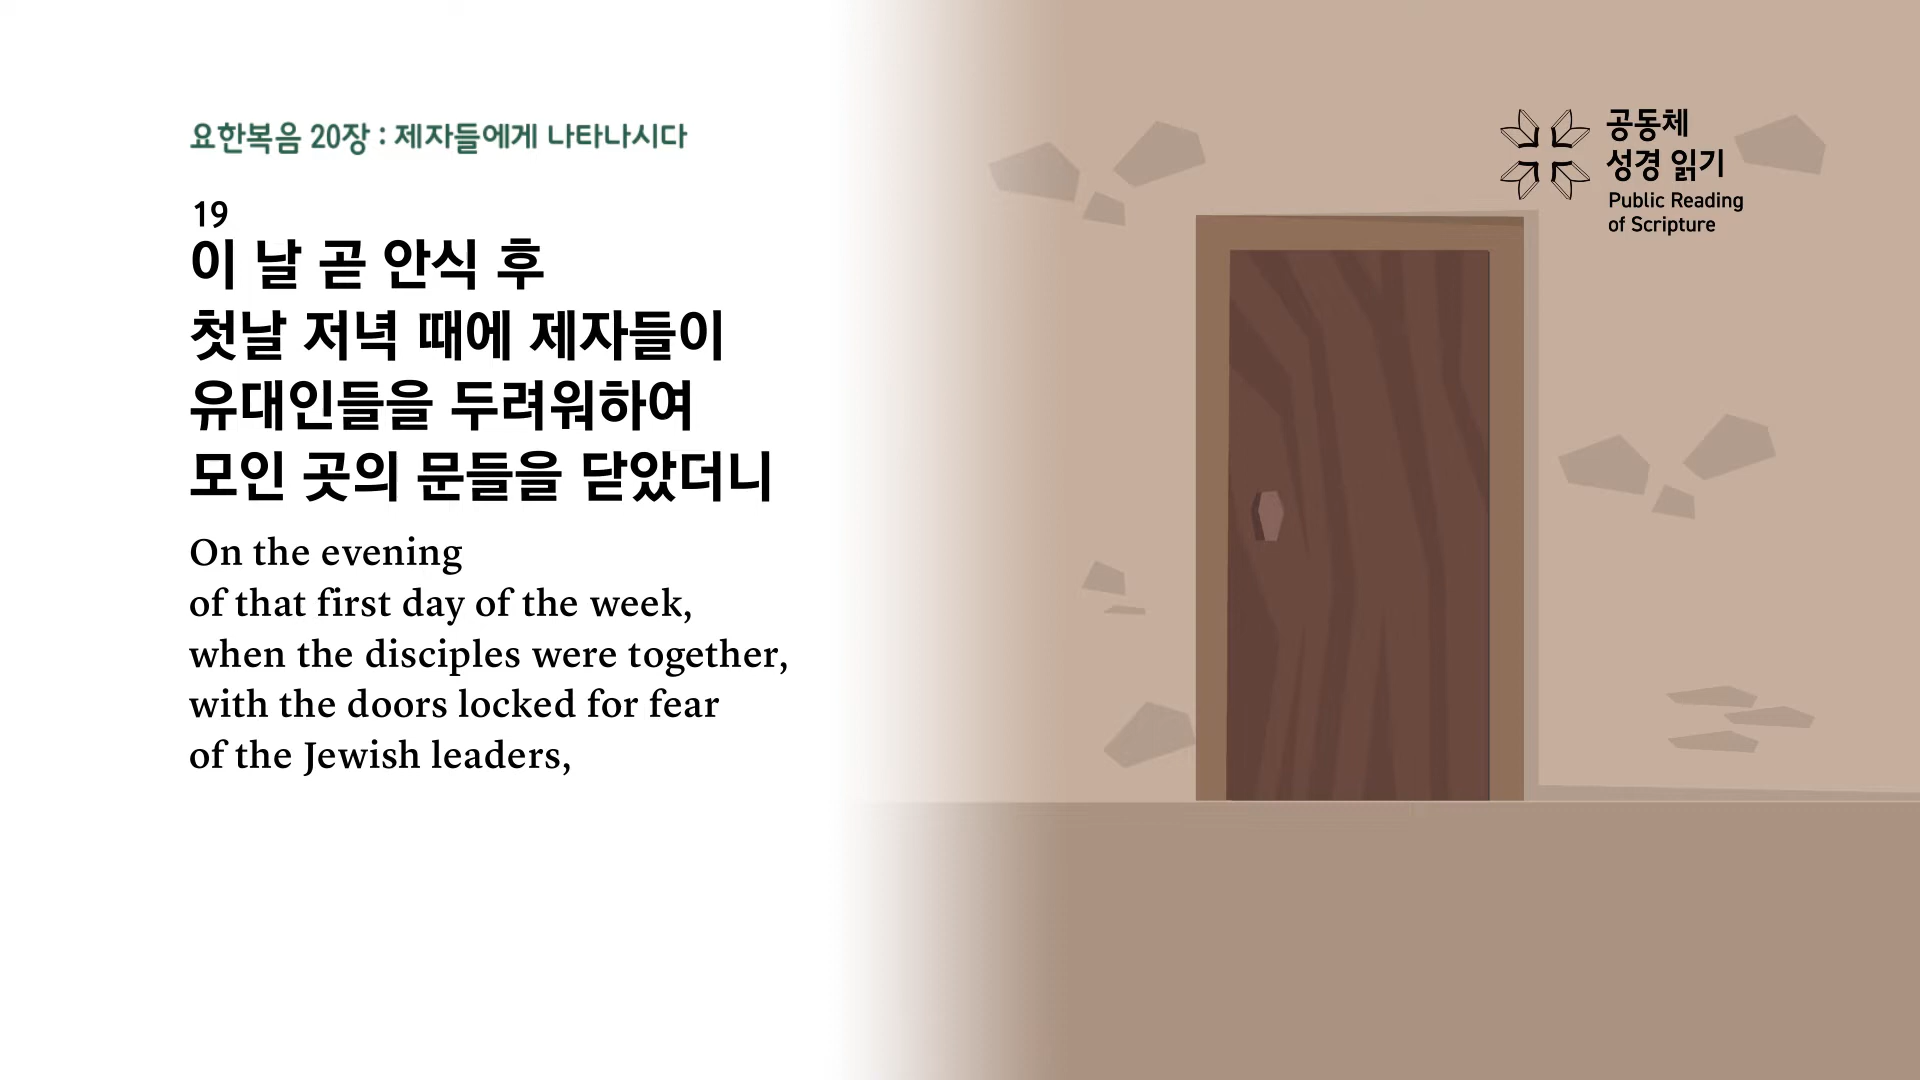 요한복음 20장 : 제자들에게 나타나시다
19
이 날 곧 안식 후
첫날 저녁 때에 제자들이
유대인들을 두려워하여
모인 곳의 문들을 닫았더니
On the evening
of that first day of the week,
when the disciples were together,
with the doors locked for fear
of the Jewish leaders,
공동체
성경 읽기
Public Reading
of Scripture